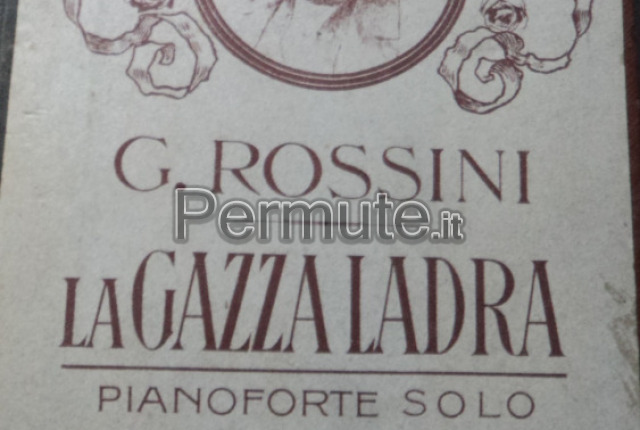 G. ROSSINI
Permute.it
LA GAZZA LADRA
PIANOFORTE SOLO